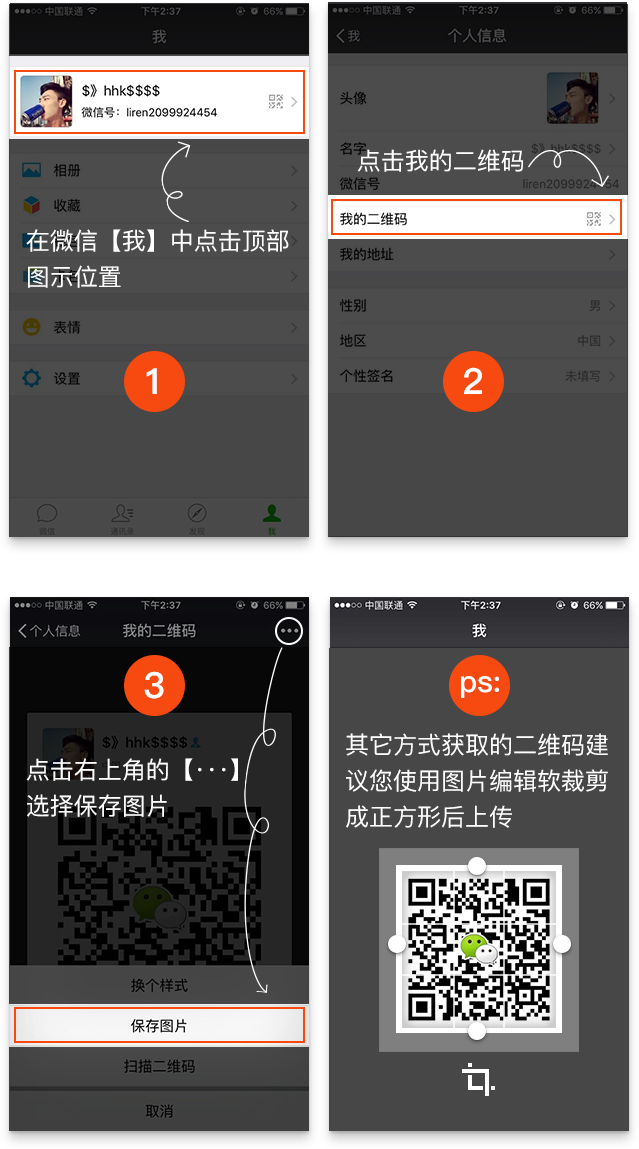 中国联通 下午2:37 66%
我
$》hhk$$$$
微信号：liren2099924454
相册
收藏
在微信【我】中点击顶部
图示位置
表情
1
设置
微信 通讯录 发现 我
中国联通 下午2:37 66%
我 个人信息
头像
名字 $》hhk$$$$
点击我的二维码
微信号 liren2099924454
我的二维码
我的地址
性别 男
地区 中国
2
个性签名 未填写
中国联通 下午2:37 66%
个人信息 我的二维码
3
$》hhk$$$$
点击右上角的【···】
选择保存图片
换个样式
保存图片
扫描二维码
取消
中国联通 下午2:37 66%
我
ps:
其它方式获取的二维码建
议您使用图片编辑软裁剪
成正方形后上传